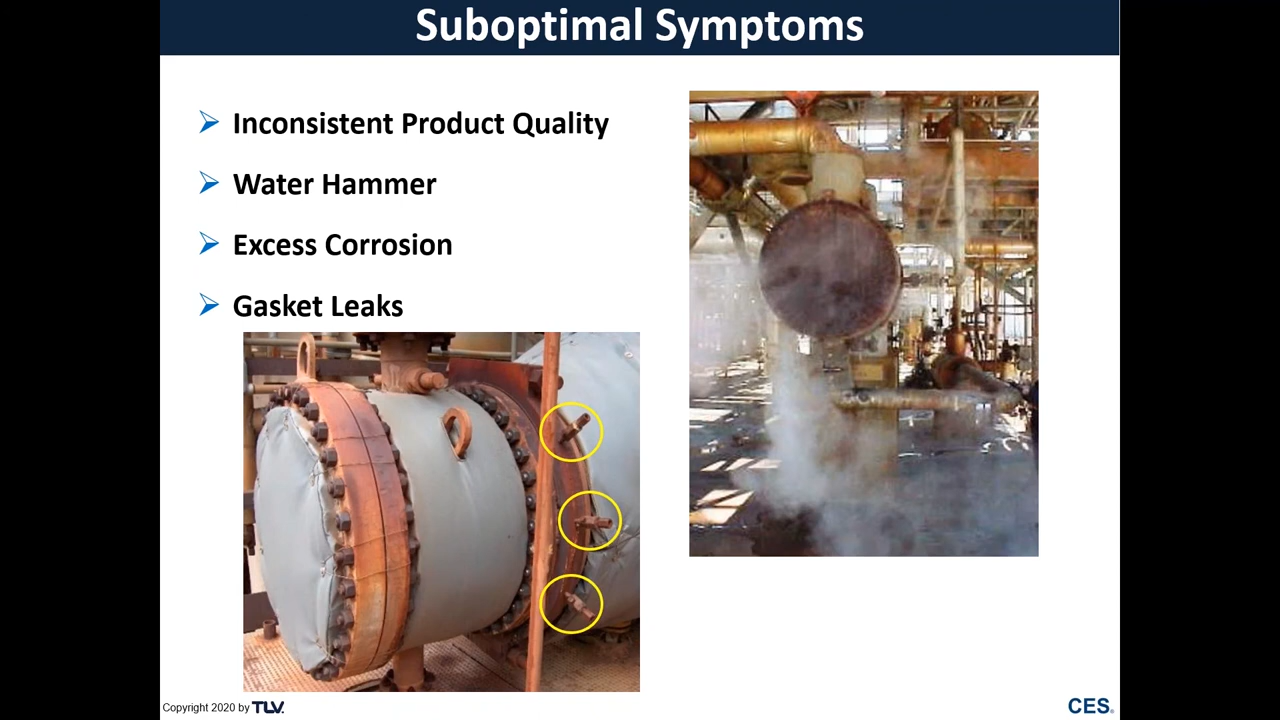 Suboptimal Symptoms
Inconsistent Product Quality
Water Hammer
Excess Corrosion
Gasket Leaks
Copyright 2020 by TLV.
CES®